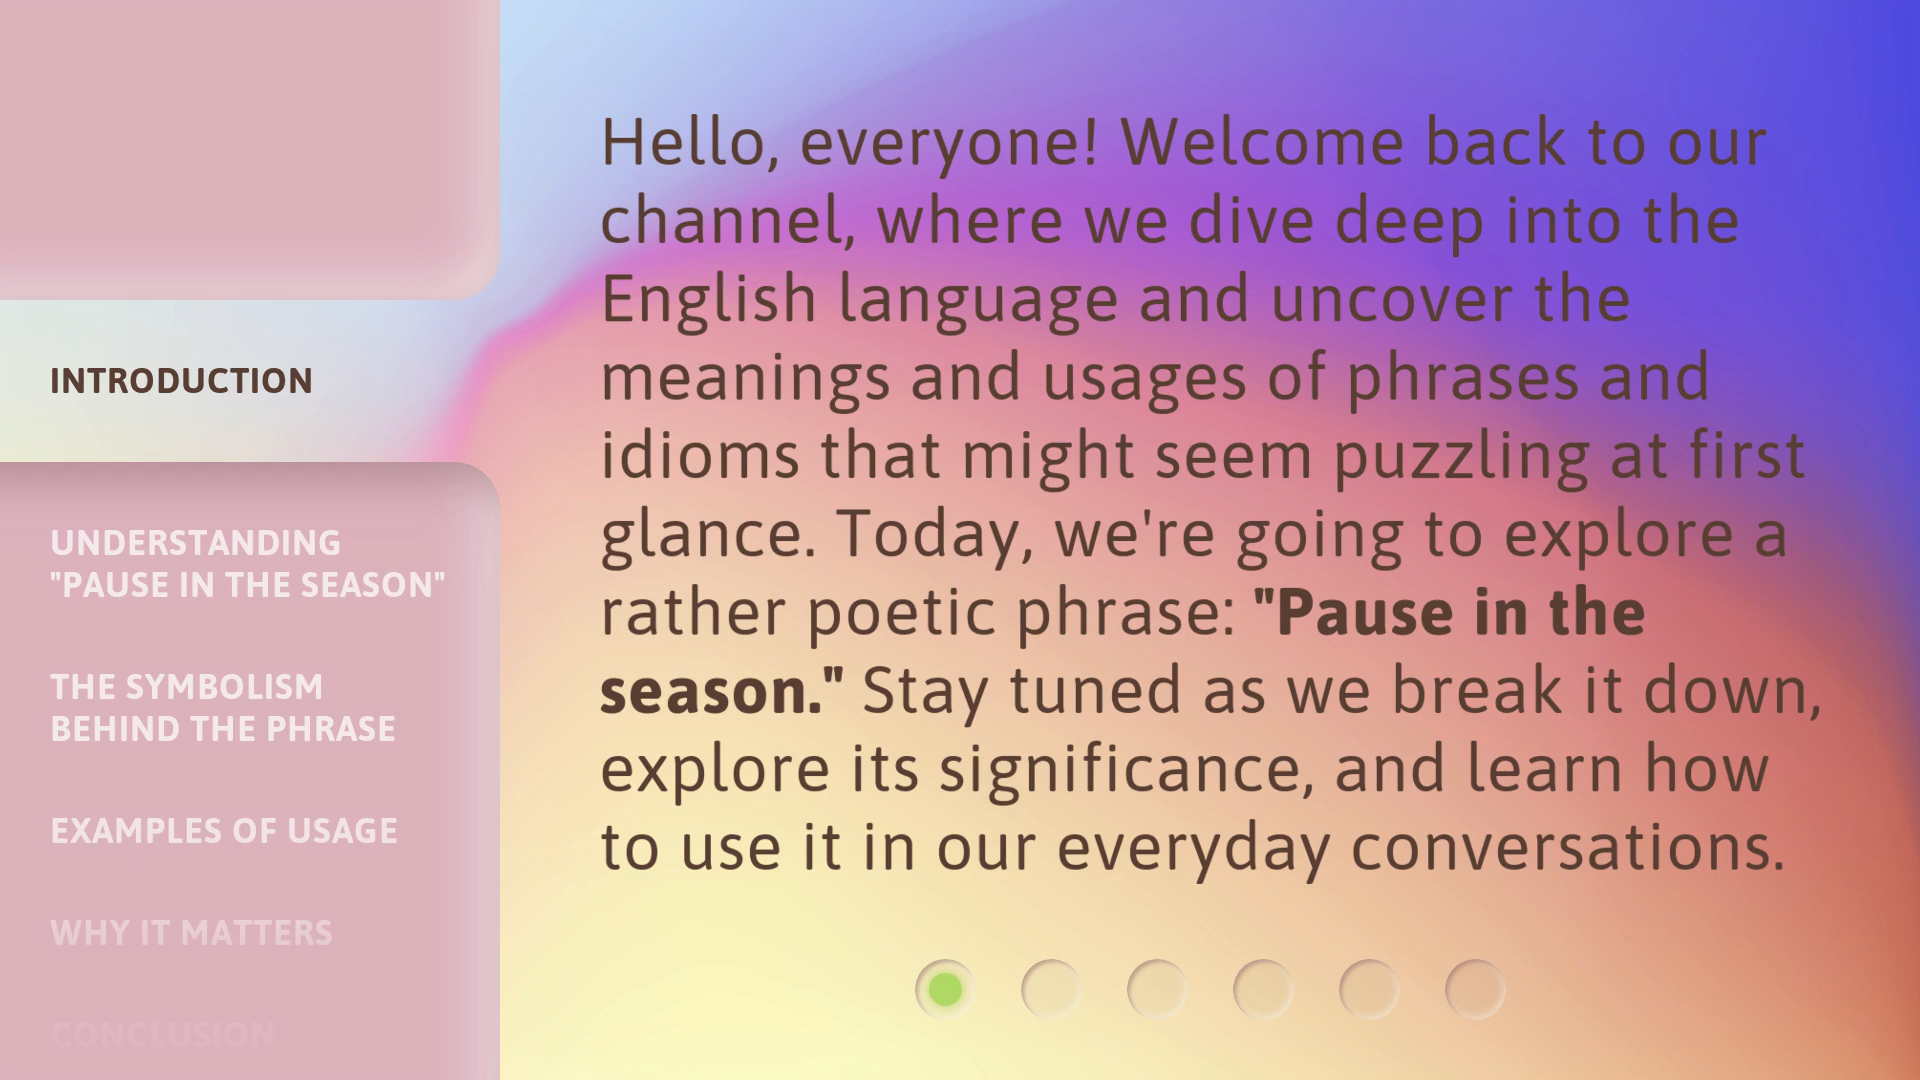 INTRODUCTION
UNDERSTANDING
"PAUSE IN THE SEASON"
THE SYMBOLISM
BEHIND THE PHRASE
EXAMPLES OF USAGE
WHY IT MATTERS
CONCLUSION
Hello, everyone! Welcome back to our
channel, where we dive deep into the
English language and uncover the
meanings and usages of phrases and
idioms that might seem puzzling at first
glance. Today, we're going to explore a
rather poetic phrase: "Pause in the
season." Stay tuned as we break it down,
explore its significance, and learn how
to use it in our everyday conversations.